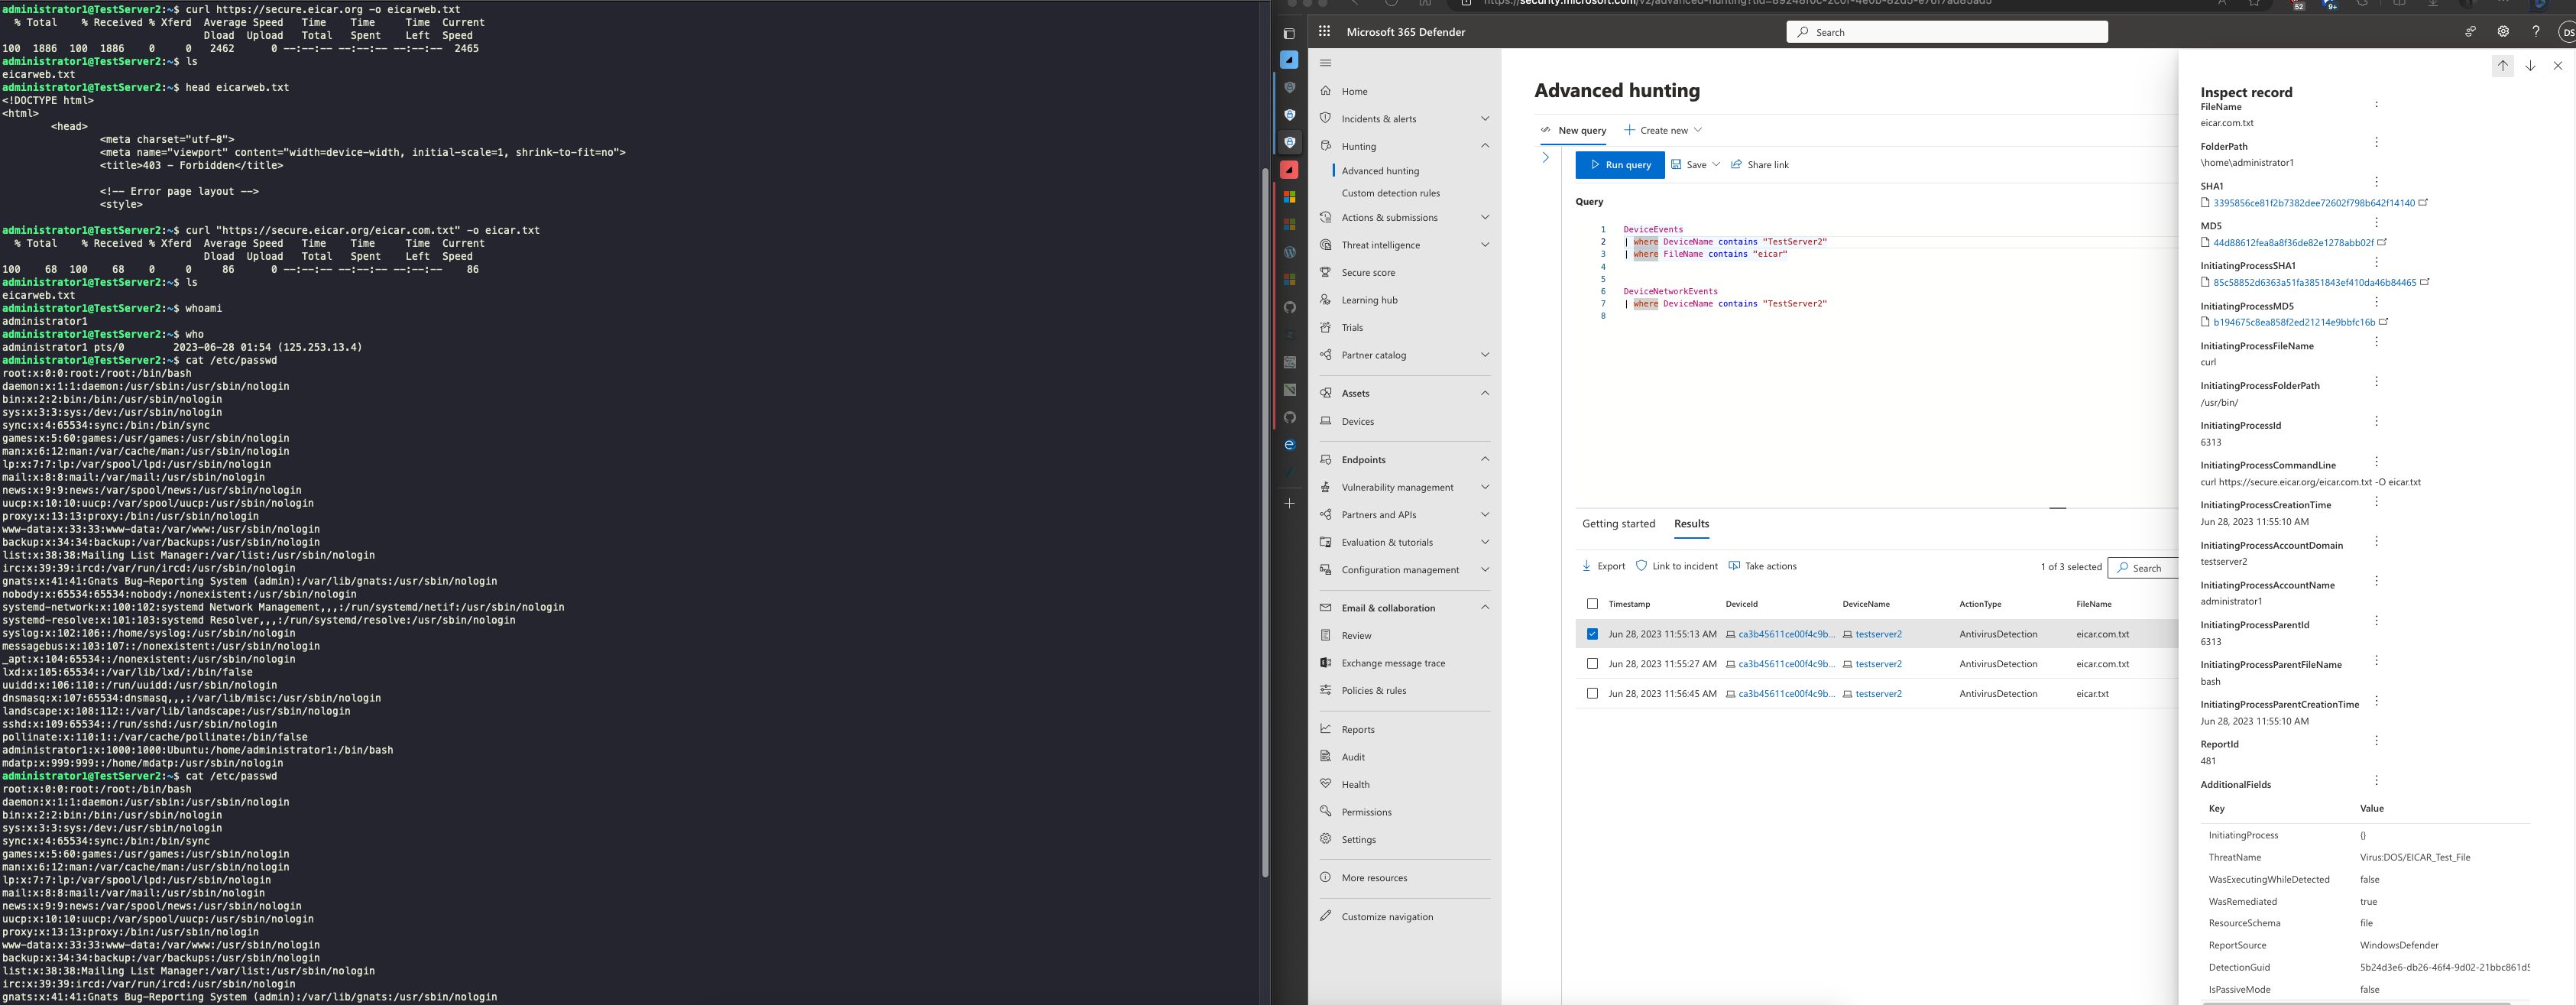 administrator1@TestServer2:~$ curl https://secure.eicar.org -o eicarweb.txt
  % Total    % Received % Xferd  Average Speed   Time    Time     Time  Current
                                 Dload  Upload   Total   Spent    Left  Speed
100  1886  100  1886    0     0   2462      0 --:--:-- --:--:-- --:--:--  2465
administrator1@TestServer2:~$ ls
eicarweb.txt
administrator1@TestServer2:~$ head eicarweb.txt
<!DOCTYPE html>
<html>
        <head>
                <meta charset="utf-8">
                <meta name="viewport" content="width=device-width, initial-scale=1, shrink-to-fit=no">
                <title>403 - Forbidden</title>
                <!-- Error page layout -->
                <style>
administrator1@TestServer2:~$ curl "https://secure.eicar.org/eicar.com.txt" -o eicar.txt
  % Total    % Received % Xferd  Average Speed   Time    Time     Time  Current
                                 Dload  Upload   Total   Spent    Left  Speed
100    68  100    68    0     0     86      0 --:--:-- --:--:-- --:--:--    86
administrator1@TestServer2:~$ ls
eicarweb.txt
administrator1@TestServer2:~$ whoami
administrator1
administrator1@TestServer2:~$ who
administrator1 pts/0        2023-06-28 01:54 (125.253.13.4)
administrator1@TestServer2:~$ cat /etc/passwd
root:x:0:0:root:/root:/bin/bash
daemon:x:1:1:daemon:/usr/sbin:/usr/sbin/nologin
bin:x:2:2:bin:/bin:/usr/sbin/nologin
sys:x:3:3:sys:/dev:/usr/sbin/nologin
sync:x:4:65534:sync:/bin:/bin/sync
games:x:5:60:games:/usr/games:/usr/sbin/nologin
man:x:6:12:man:/var/cache/man:/usr/sbin/nologin
lp:x:7:7:lp:/var/spool/lpd:/usr/sbin/nologin
mail:x:8:8:mail:/var/mail:/usr/sbin/nologin
news:x:9:9:news:/var/spool/news:/usr/sbin/nologin
uucp:x:10:10:uucp:/var/spool/uucp:/usr/sbin/nologin
proxy:x:13:13:proxy:/bin:/usr/sbin/nologin
www-data:x:33:33:www-data:/var/www:/usr/sbin/nologin
backup:x:34:34:backup:/var/backups:/usr/sbin/nologin
list:x:38:38:Mailing List Manager:/var/list:/usr/sbin/nologin
irc:x:39:39:ircd:/var/run/ircd:/usr/sbin/nologin
gnats:x:41:41:Gnats Bug-Reporting System (admin):/var/lib/gnats:/usr/sbin/nologin
nobody:x:65534:65534:nobody:/nonexistent:/usr/sbin/nologin
systemd-network:x:100:102:systemd Network Management,,,:/run/systemd/netif:/usr/sbin/nologin
systemd-resolve:x:101:103:systemd Resolver,,,:/run/systemd/resolve:/usr/sbin/nologin
syslog:x:102:106::/home/syslog:/usr/sbin/nologin
messagebus:x:103:107::/nonexistent:/usr/sbin/nologin
_apt:x:104:65534::/nonexistent:/usr/sbin/nologin
lxd:x:105:65534::/var/lib/lxd/:/bin/false
uuidd:x:106:110::/run/uuidd:/usr/sbin/nologin
dnsmasq:x:107:65534:dnsmasq,,,:/var/lib/misc:/usr/sbin/nologin
landscape:x:108:112::/var/lib/landscape:/usr/sbin/nologin
sshd:x:109:65534::/run/sshd:/usr/sbin/nologin
pollinate:x:110:1::/var/cache/pollinate:/bin/false
administrator1:x:1000:1000:Ubuntu:/home/administrator1:/bin/bash
mdatp:x:999:999::/home/mdatp:/usr/sbin/nologin
administrator1@TestServer2:~$ cat /etc/passwd
root:x:0:0:root:/root:/bin/bash
daemon:x:1:1:daemon:/usr/sbin:/usr/sbin/nologin
bin:x:2:2:bin:/bin:/usr/sbin/nologin
sys:x:3:3:sys:/dev:/usr/sbin/nologin
sync:x:4:65534:sync:/bin:/bin/sync
games:x:5:60:games:/usr/games:/usr/sbin/nologin
man:x:6:12:man:/var/cache/man:/usr/sbin/nologin
lp:x:7:7:lp:/var/spool/lpd:/usr/sbin/nologin
mail:x:8:8:mail:/var/mail:/usr/sbin/nologin
news:x:9:9:news:/var/spool/news:/usr/sbin/nologin
uucp:x:10:10:uucp:/var/spool/uucp:/usr/sbin/nologin
proxy:x:13:13:proxy:/bin:/usr/sbin/nologin
www-data:x:33:33:www-data:/var/www:/usr/sbin/nologin
backup:x:34:34:backup:/var/backups:/usr/sbin/nologin
list:x:38:38:Mailing List Manager:/var/list:/usr/sbin/nologin
irc:x:39:39:ircd:/var/run/ircd:/usr/sbin/nologin
gnats:x:41:41:Gnats Bug-Reporting System (admin):/var/lib/gnats:/usr/sbin/nologin
52
9+
Microsoft 365 Defender
Search
DS
Home
Incidents & alerts
Hunting
Advanced hunting
Custom detection rules
Actions & submissions
Threat intelligence
Secure score
Learning hub
Trials
Partner catalog
Assets
Devices
Endpoints
Vulnerability management
Partners and APIs
Evaluation & tutorials
Configuration management
Email & collaboration
Review
Exchange message trace
Policies & rules
Reports
Audit
Health
Permissions
Settings
More resources
Customize navigation
Advanced hunting
New query
Create new
Run query
Save
Share link
Query
1 DeviceEvents
2 | where DeviceName contains "TestServer2"
3 | where FileName contains "eicar"
4
5
6 DeviceNetworkEvents
7 | where DeviceName contains "TestServer2"
8
Getting started
Results
Export
Link to incident
Take actions
1 of 3 selected
Search
Timestamp DeviceId DeviceName ActionType FileName
Jun 28, 2023 11:55:13 AM ca3b45611ce00f4c9b... testserver2 AntivirusDetection eicar.com.txt
Jun 28, 2023 11:55:27 AM ca3b45611ce00f4c9b... testserver2 AntivirusDetection eicar.com.txt
Jun 28, 2023 11:56:45 AM ca3b45611ce00f4c9b... testserver2 AntivirusDetection eicar.txt
Inspect record
FileName
eicar.com.txt
FolderPath
\home\administrator1
SHA1
3395856ce81f2b7382dee72602f798b642f14140
MD5
44d88612fea8a8f36de82e1278abb02f
InitiatingProcessSHA1
85c58852d6363a51fa3851843ef410da46b84465
InitiatingProcessMD5
b194675c8ea858f2ed21214e9bbfc16b
InitiatingProcessFileName
curl
InitiatingProcessFolderPath
/usr/bin/
InitiatingProcessId
6313
InitiatingProcessCommandLine
curl https://secure.eicar.org/eicar.com.txt -O eicar.txt
InitiatingProcessCreationTime
Jun 28, 2023 11:55:10 AM
InitiatingProcessAccountDomain
testserver2
InitiatingProcessAccountName
administrator1
InitiatingProcessParentId
6313
InitiatingProcessParentFileName
bash
InitiatingProcessParentCreationTime
Jun 28, 2023 11:55:10 AM
ReportId
481
AdditionalFields
Key Value
InitiatingProcess {}
ThreatName Virus:DOS/EICAR_Test_File
WasExecutingWhileDetected false
WasRemediated true
ResourceSchema file
ReportSource WindowsDefender
DetectionGuid 5b24d3e6-db26-46f4-9d02-21bbc861d5
IsPassiveMode false